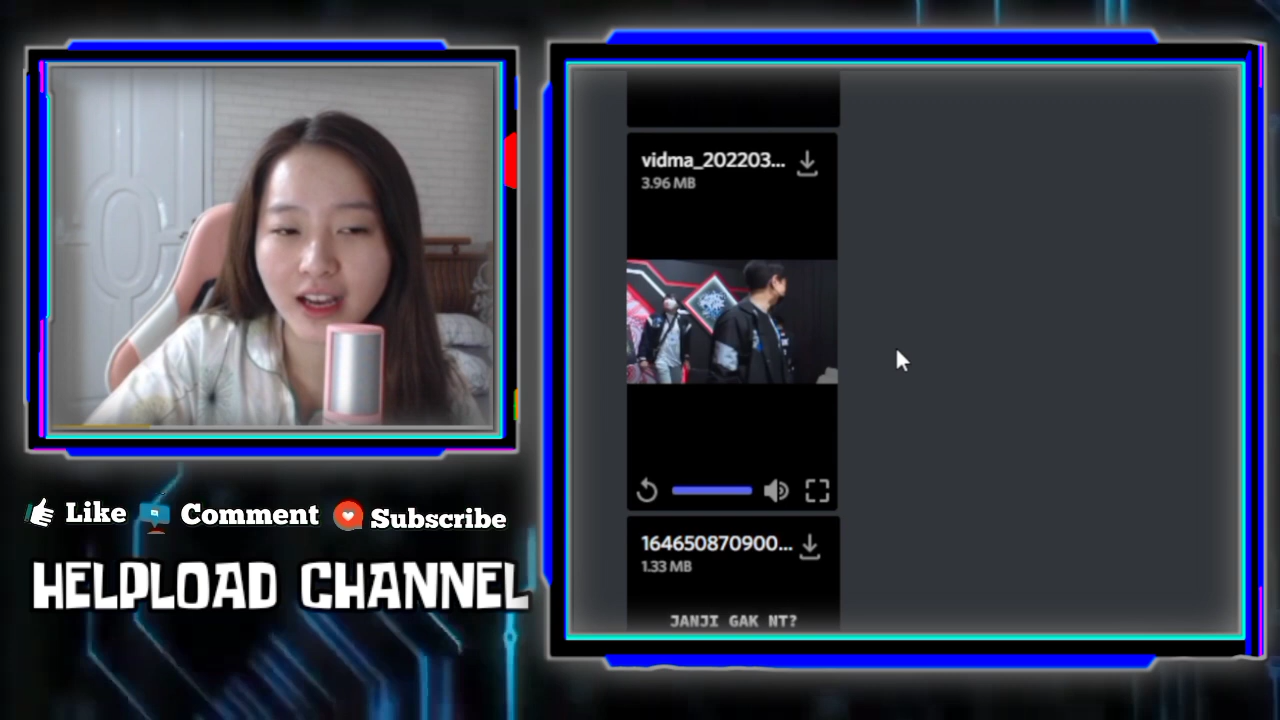 vidma_202203...
3.96 MB
164650870900...
1.33 MB
JANJI GAK NT?
Like
Comment
Subscribe
HELPLOAD CHANNEL